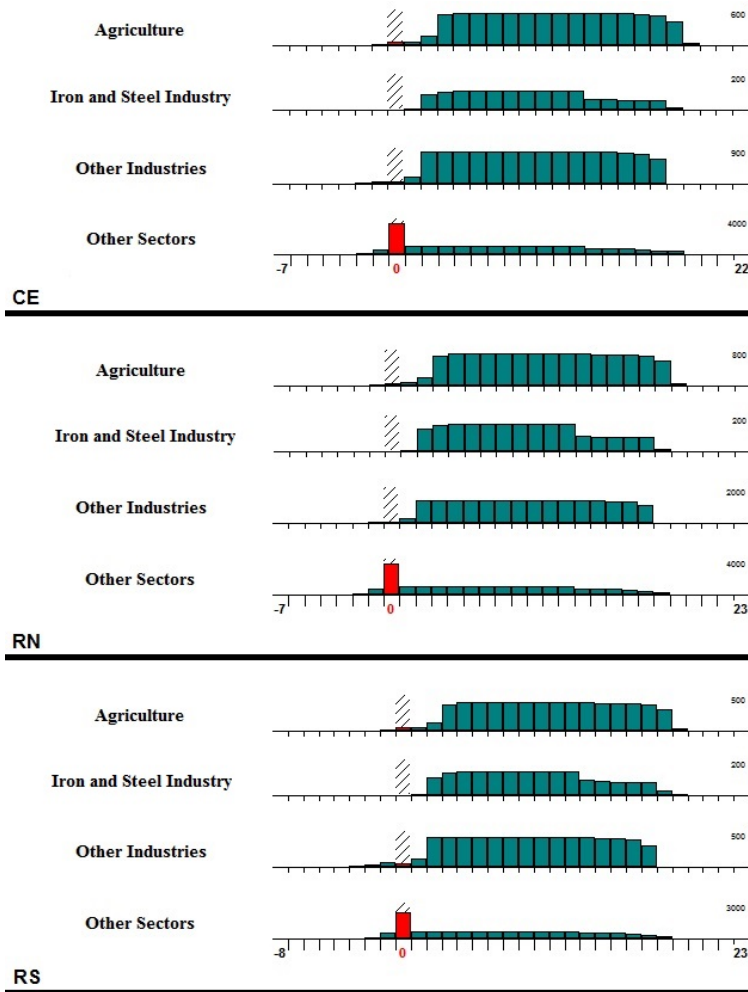 Agriculture 600
Iron and Steel Industry 200
Other Industries 900
Other Sectors 4000
-7 0 22
CE
Agriculture 800
Iron and Steel Industry 200
Other Industries 2000
Other Sectors 4000
-7 0 23
RN
Agriculture 500
Iron and Steel Industry 200
Other Industries 500
Other Sectors 3000
-8 0 23
RS